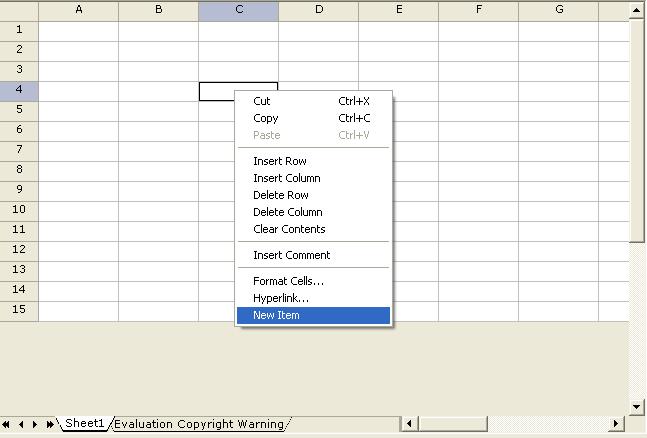 A B C D E F G
1
2
3
4
5
6
7
8
9
10
11
12
13
14
15
Cut Ctrl+X
Copy Ctrl+C
Paste Ctrl+V
Insert Row
Insert Column
Delete Row
Delete Column
Clear Contents
Insert Comment
Format Cells...
Hyperlink...
New Item
Sheet1 Evaluation Copyright Warning